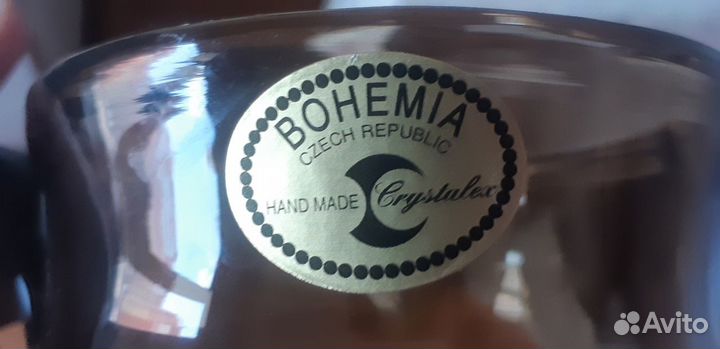 BOHEMIA
CZECH REPUBLIC
HAND MADE Crystalex
Avito